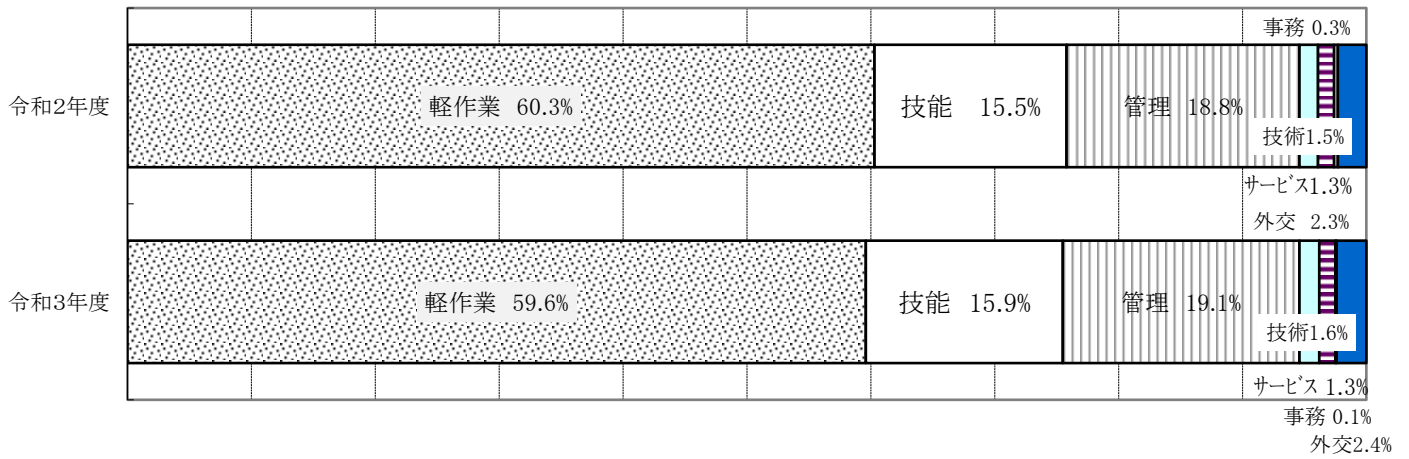 事務 0.3%
令和2年度
軽作業 60.3%
技能 15.5%
管理 18.8%
技術1.5%
サービス1.3%
外交 2.3%
令和3年度
軽作業 59.6%
技能 15.9%
管理 19.1%
技術1.6%
サービス 1.3%
事務 0.1%
外交2.4%